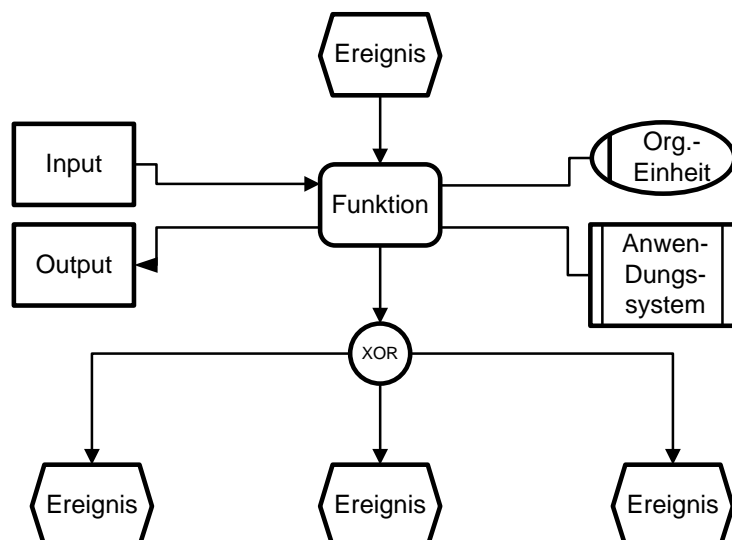 Ereignis
Input
Org.-
Einheit
Funktion
Output
Anwen-
Dungs-
system
XOR
Ereignis
Ereignis
Ereignis